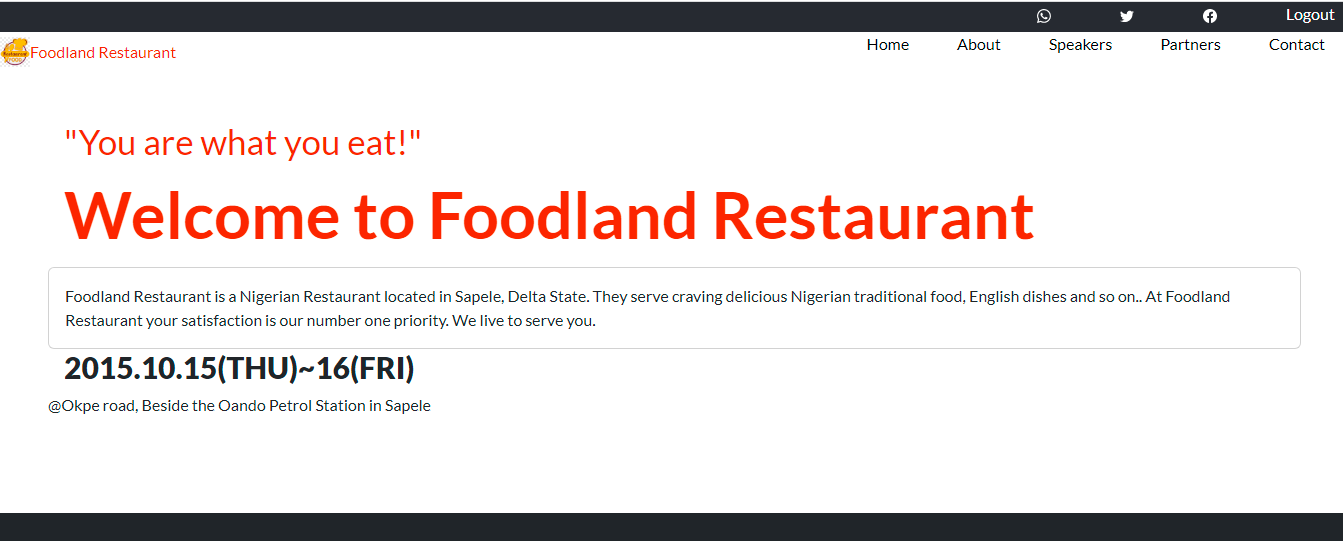 Logout
Foodland Restaurant
Home About Speakers Partners Contact
"You are what you eat!"
Welcome to Foodland Restaurant
Foodland Restaurant is a Nigerian Restaurant located in Sapele, Delta State. They serve craving delicious Nigerian traditional food, English dishes and so on.. At Foodland
Restaurant your satisfaction is our number one priority. We live to serve you.
2015.10.15(THU)~16(FRI)
@Okpe road, Beside the Oando Petrol Station in Sapele